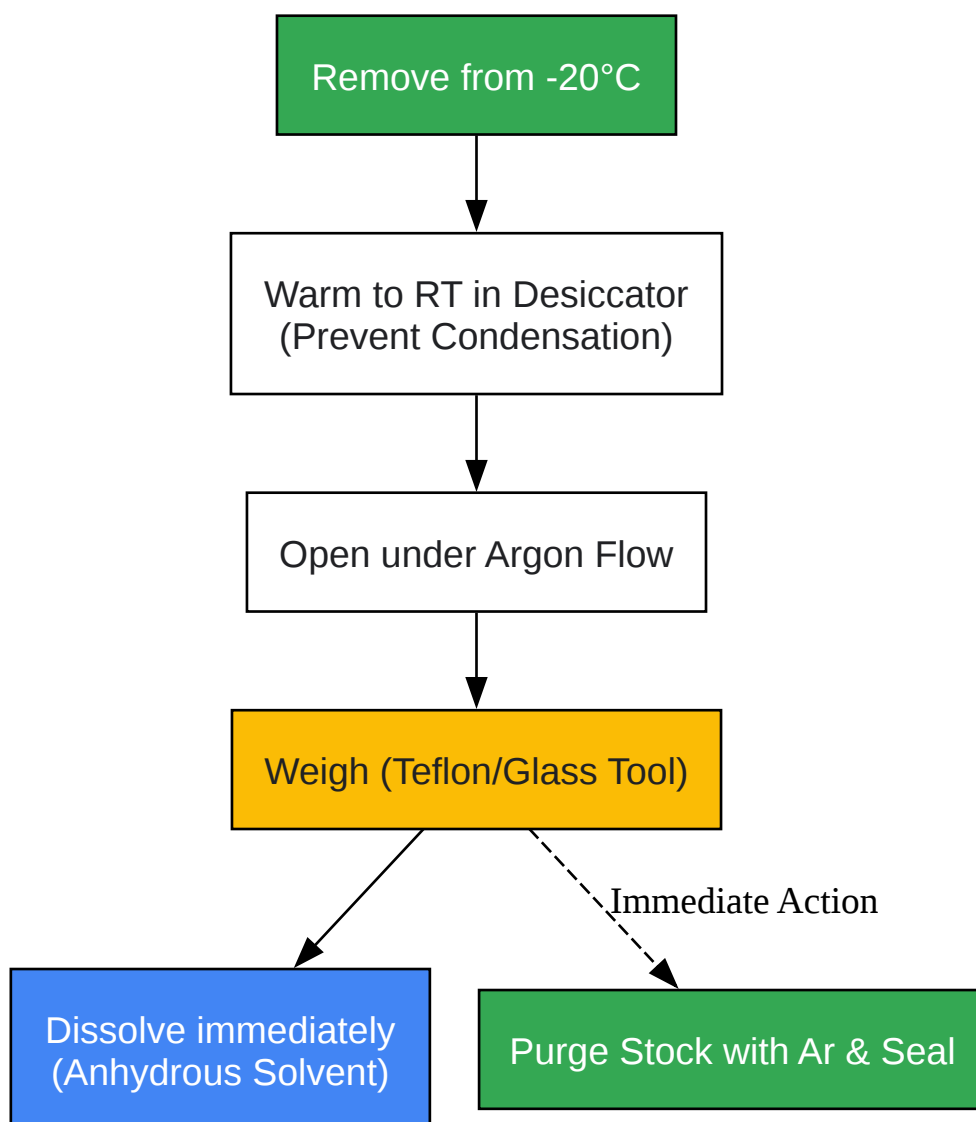 Remove from -20°C
Warm to RT in Desiccator
(Prevent Condensation)
Open under Argon Flow
Weigh (Teflon/Glass Tool)
Immediate Action
Dissolve immediately
(Anhydrous Solvent)
Purge Stock with Ar & Seal